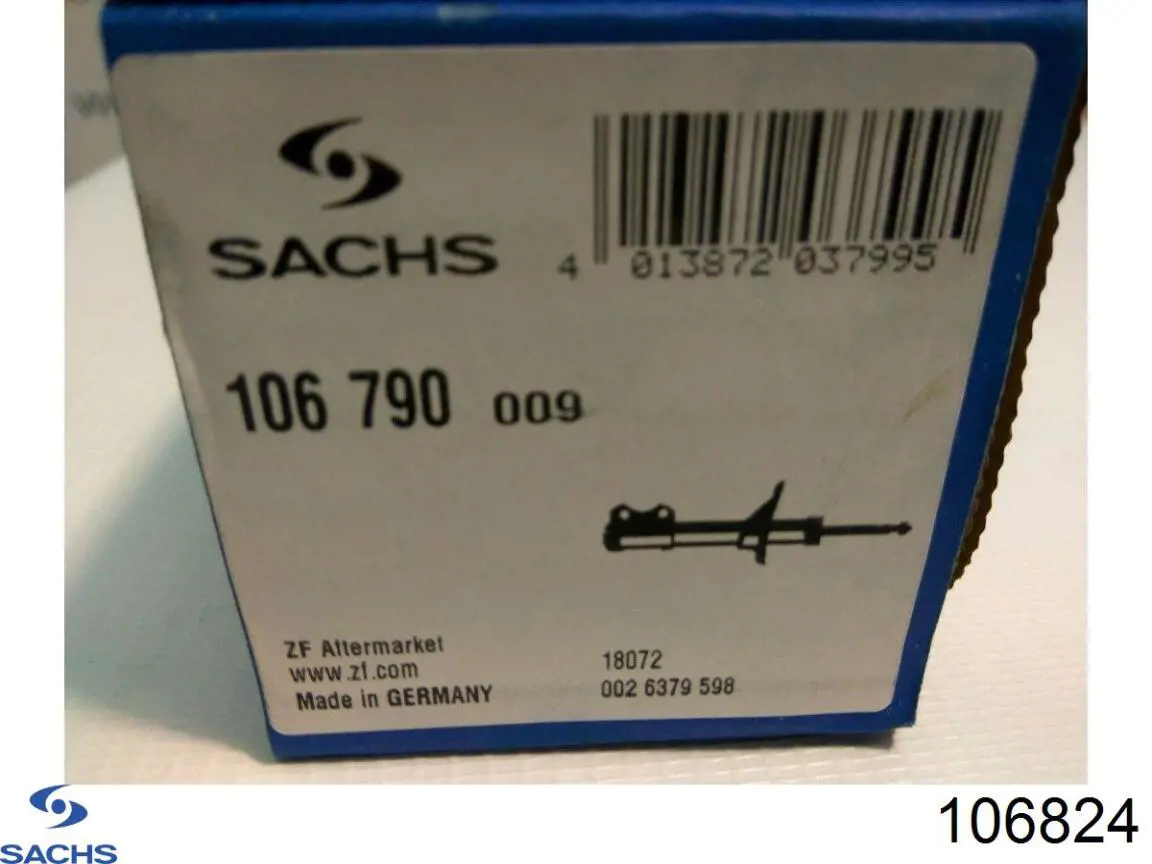 SACHS
4 013872 037995
106 790 009
ZF Aftermarket
www.zf.com
Made in GERMANY
18072
002 6379 598
SACHS
106824